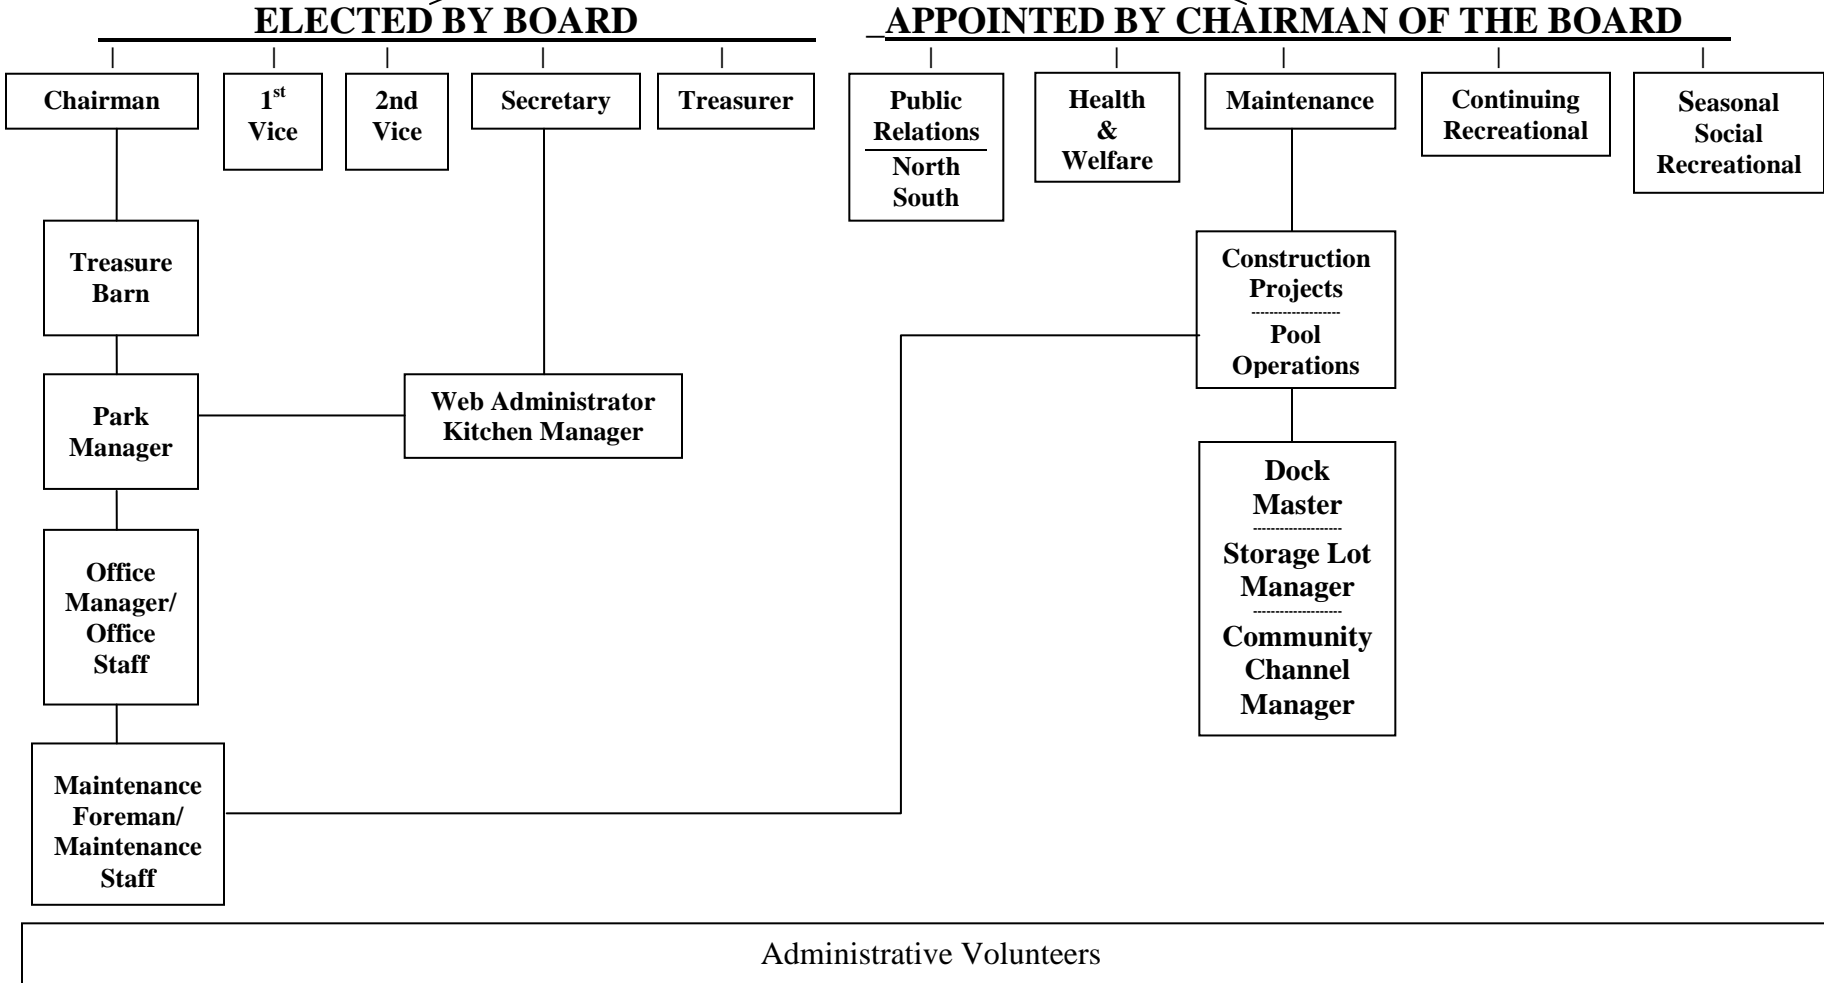 ELECTED BY BOARD
APPOINTED BY CHAIRMAN OF THE BOARD
Chairman
1st
Vice
2nd
Vice
Secretary
Treasurer
Public
Relations
North
South
Health
&
Welfare
Maintenance
Continuing
Recreational
Seasonal
Social
Recreational
Treasure
Barn
Construction
Projects
--------------------
Pool
Operations
Park
Manager
Web Administrator
Kitchen Manager
Dock
Master
--------------------
Storage Lot
Manager
--------------------
Community
Channel
Manager
Office
Manager/
Office
Staff
Maintenance
Foreman/
Maintenance
Staff
Administrative Volunteers